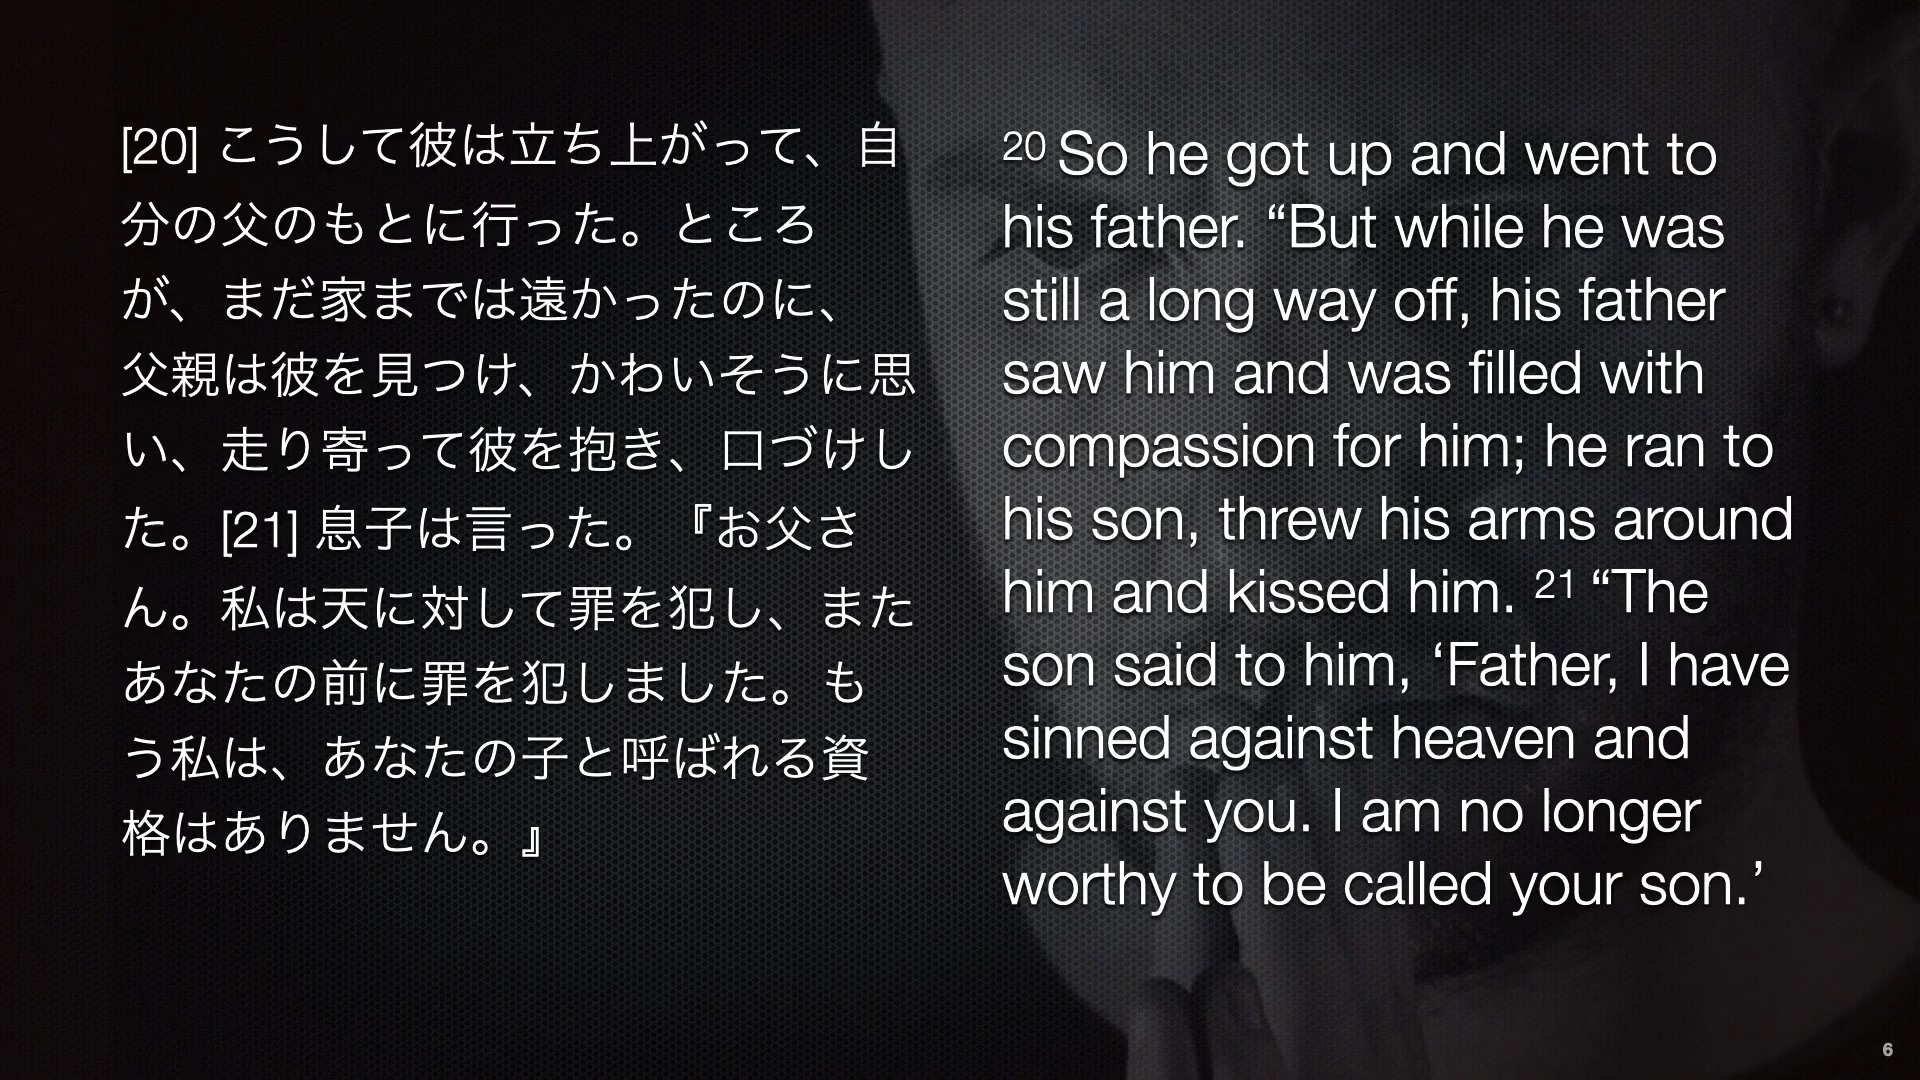 [20] こうして彼は立ち上がって、自
分の父のもとに行った。ところ
が、まだ家までは遠かったのに、
父親は彼を見つけ、かわいそうに思
い、走り寄って彼を抱き、口づけし
た。[21] 息子は言った。『お父さ
ん。私は天に対して罪を犯し、また
あなたの前に罪を犯しました。も
う私は、あなたの子と呼ばれる資
格はありません。』
20 So he got up and went to
his father. “But while he was
still a long way off, his father
saw him and was filled with
compassion for him; he ran to
his son, threw his arms around
him and kissed him. 21 “The
son said to him, ‘Father, I have
sinned against heaven and
against you. I am no longer
worthy to be called your son.’
6